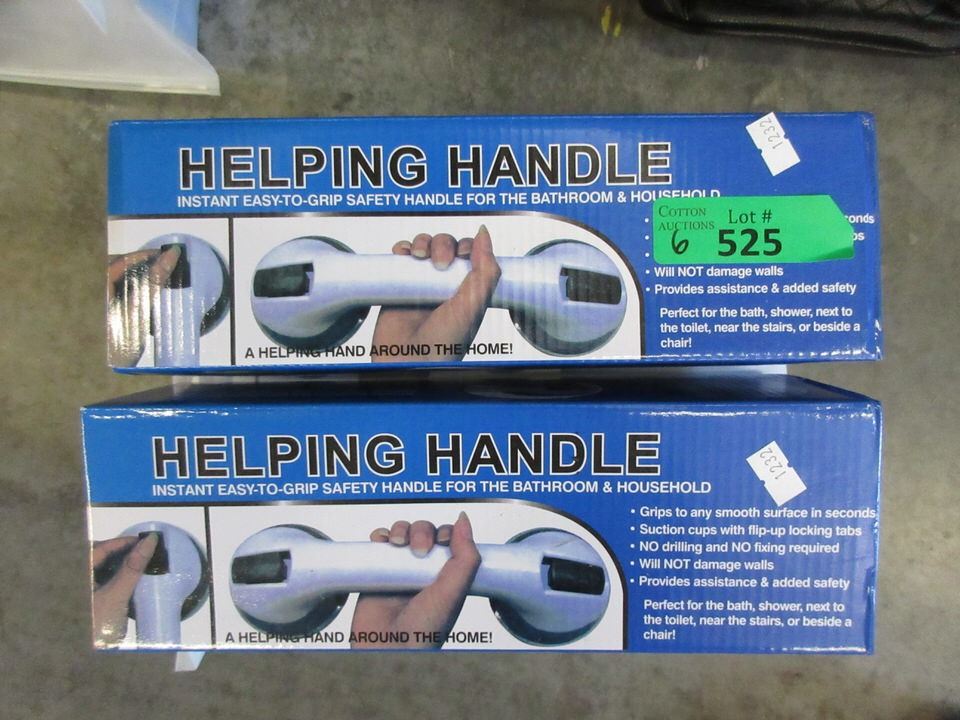 HELPING HANDLE
1232
INSTANT EASY-TO-GRIP SAFETY HANDLE FOR THE BATHROOM & HOUSEHOLD
COTTON AUCTIONS
6
Lot #
525
• Will NOT damage walls
• Provides assistance & added safety
Perfect for the bath, shower, next to
the toilet, near the stairs, or beside a
chair!
A HELPING HAND AROUND THE HOME!
HELPING HANDLE
1232
INSTANT EASY-TO-GRIP SAFETY HANDLE FOR THE BATHROOM & HOUSEHOLD
• Grips to any smooth surface in seconds
• Suction cups with flip-up locking tabs
• NO drilling and NO fixing required
• Will NOT damage walls
• Provides assistance & added safety
Perfect for the bath, shower, next to
the toilet, near the stairs, or beside a
chair!
A HELPING HAND AROUND THE HOME!